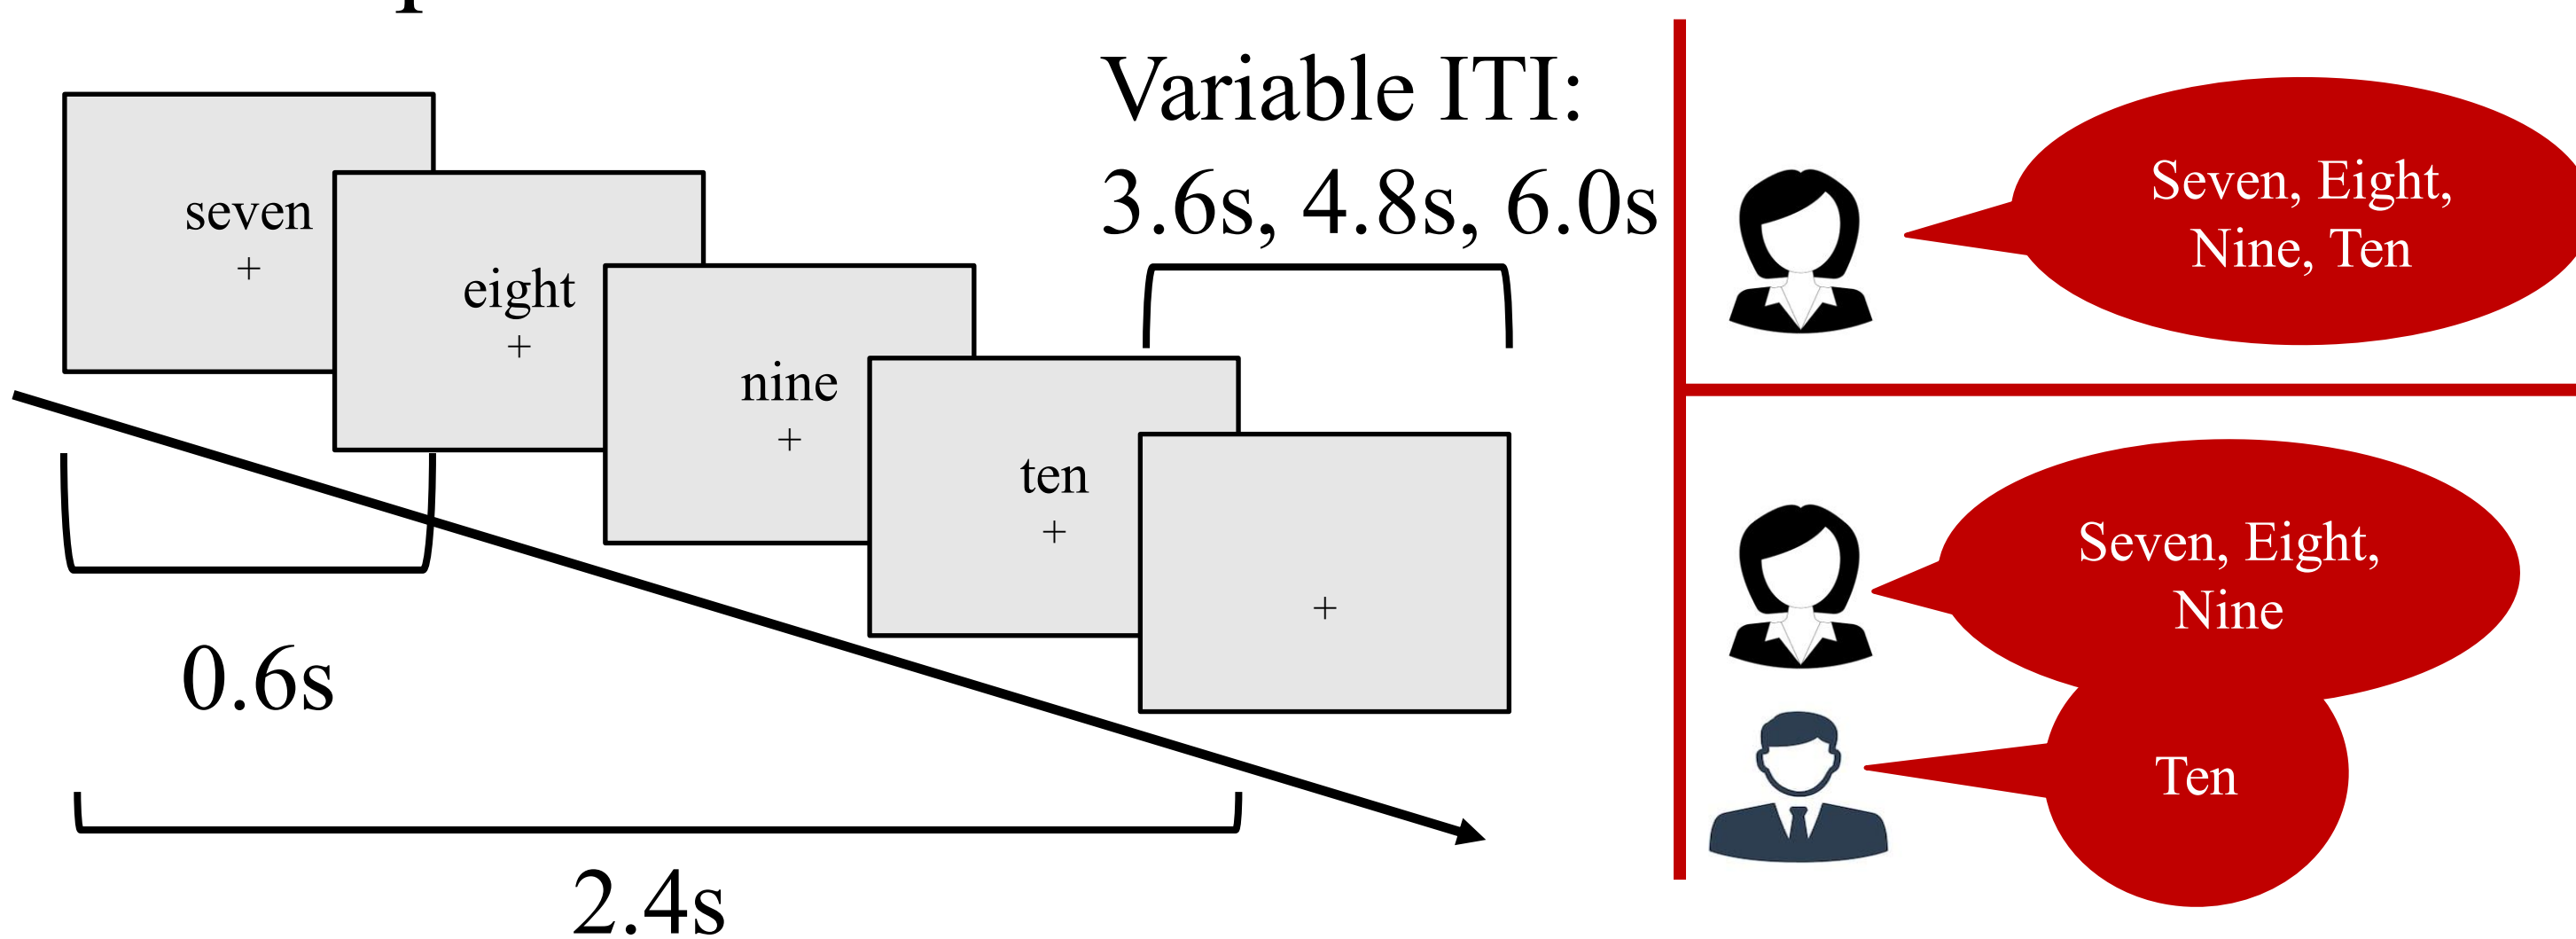 seven
+
eight
+
nine
+
ten
+
+
Variable ITI:
3.6s, 4.8s, 6.0s
0.6s
2.4s
Seven, Eight,
Nine, Ten
Seven, Eight,
Nine
Ten